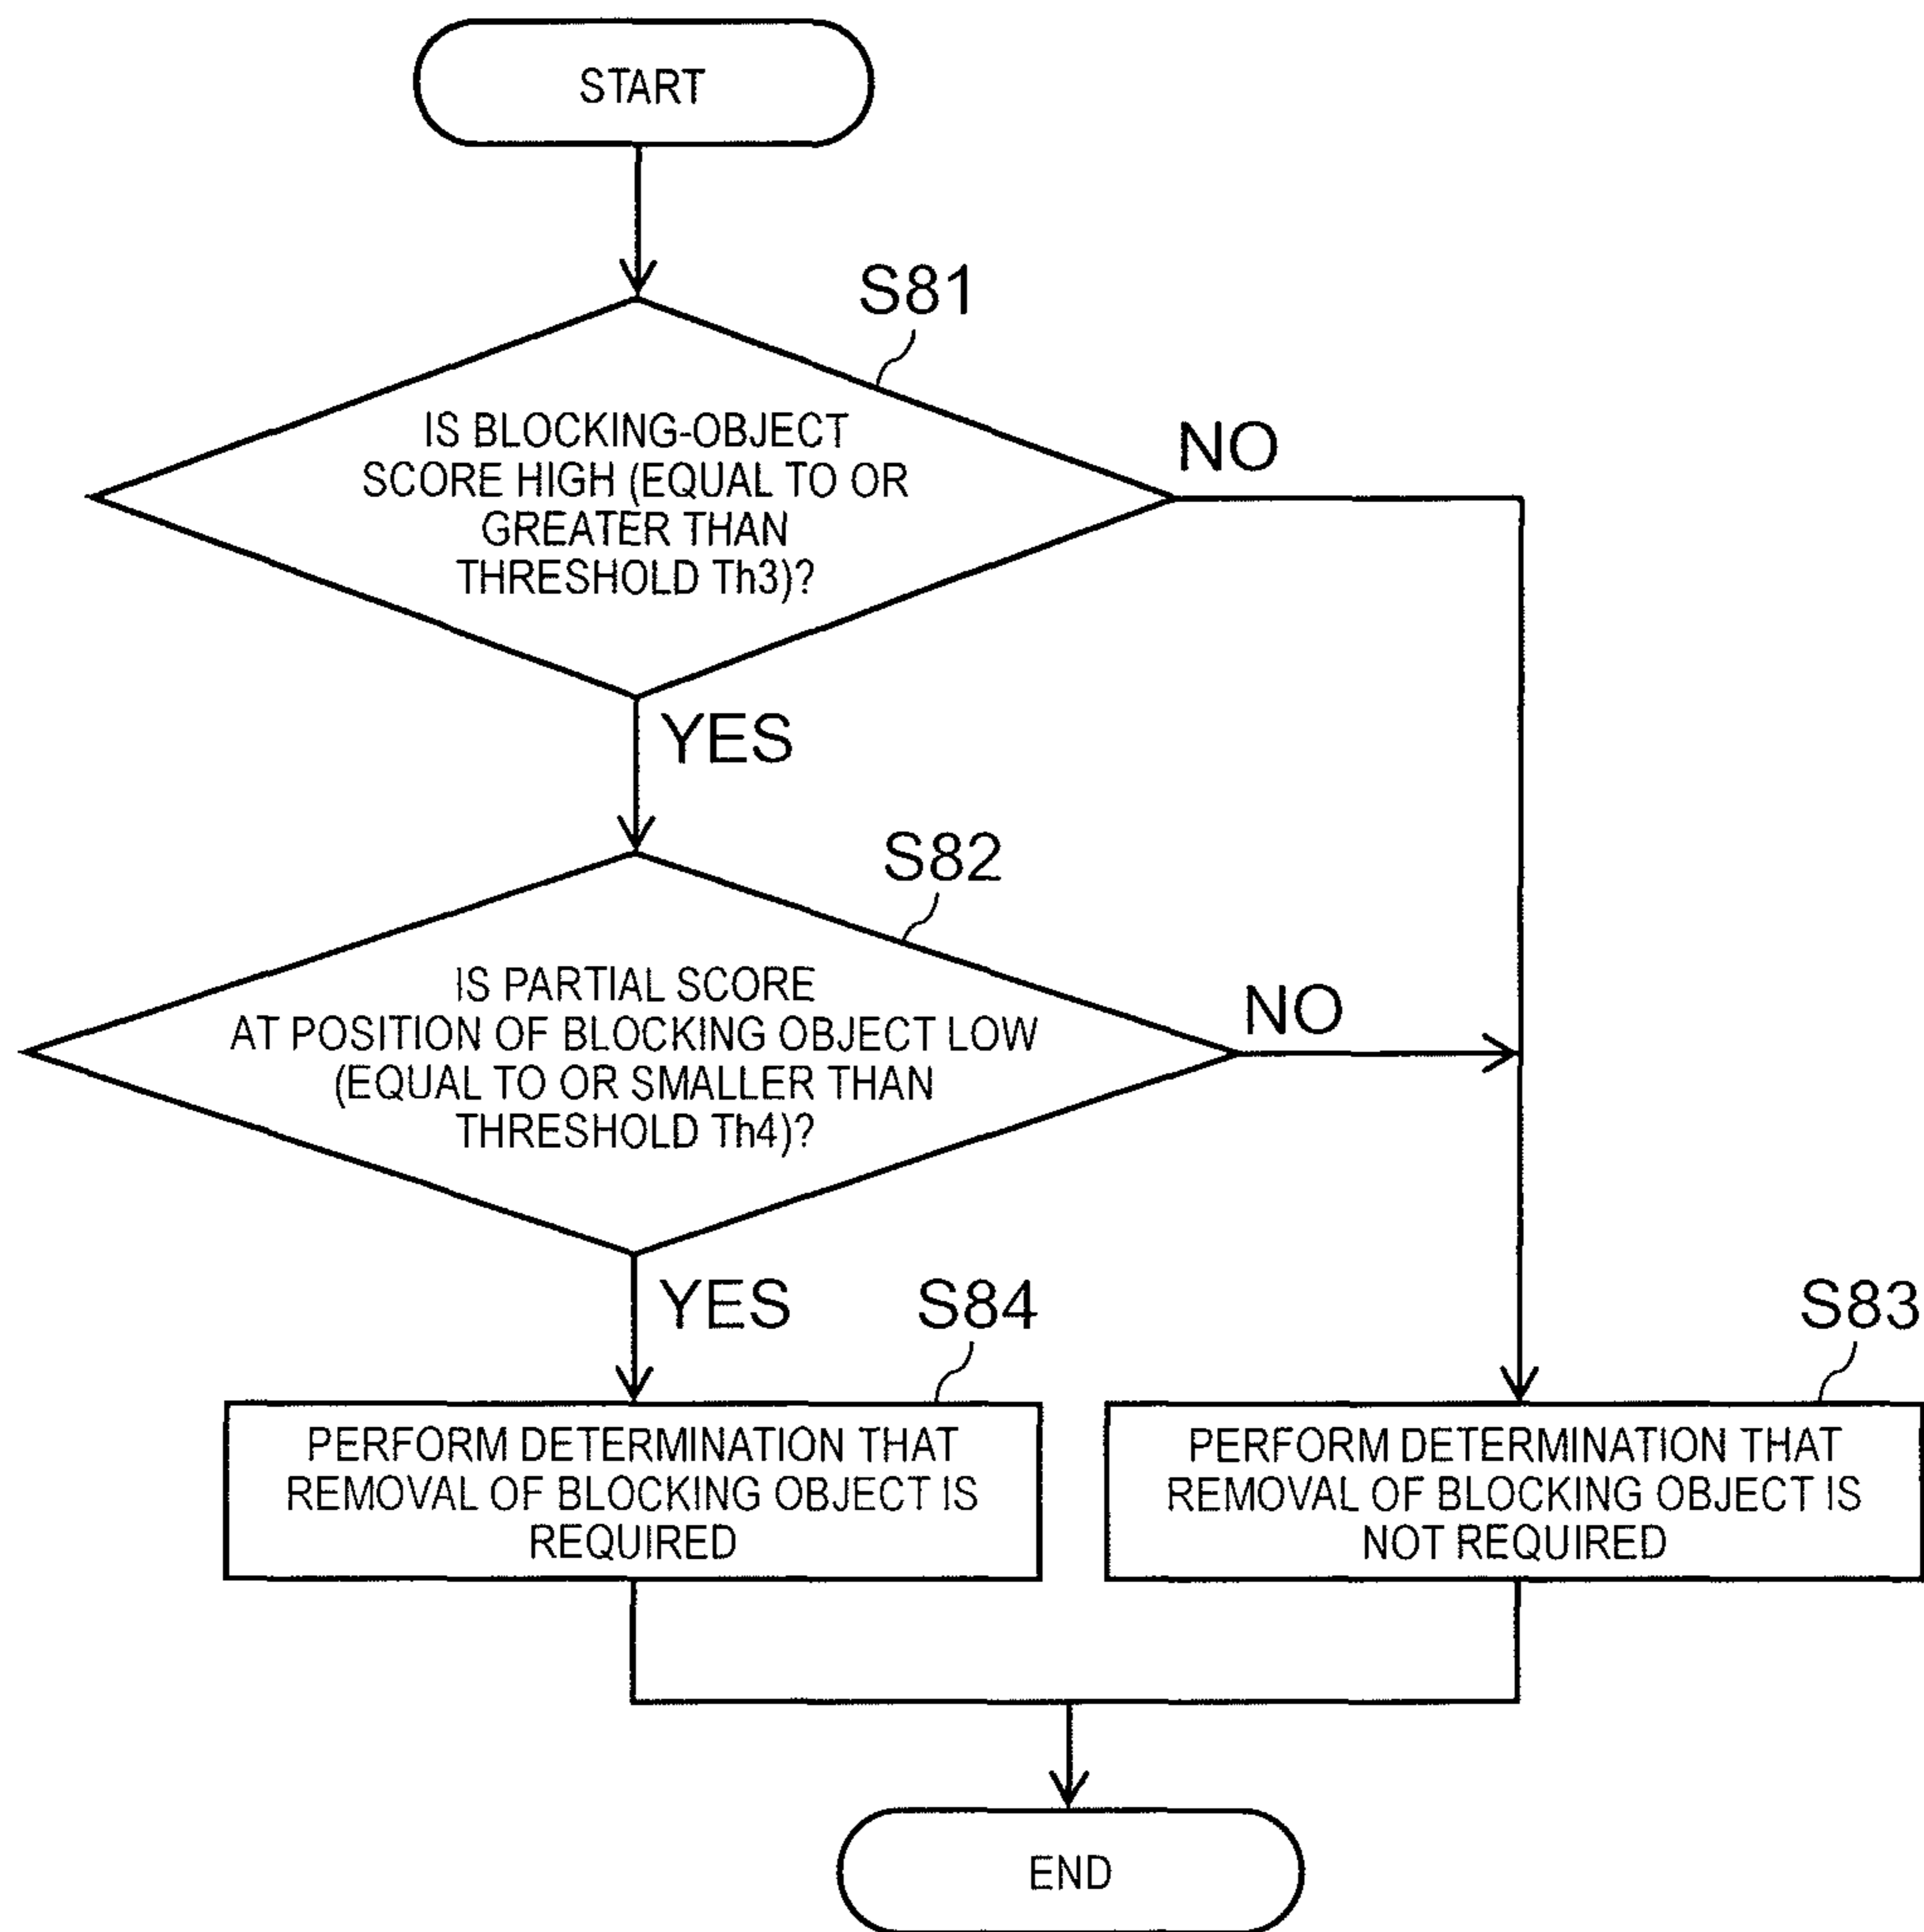 START
S81
IS BLOCKING-OBJECT
SCORE HIGH (EQUAL TO OR
GREATER THAN
THRESHOLD Th3)?
NO
YES
S82
IS PARTIAL SCORE
AT POSITION OF BLOCKING OBJECT LOW
(EQUAL TO OR SMALLER THAN
THRESHOLD Th4)?
NO
YES
S84
PERFORM DETERMINATION THAT
REMOVAL OF BLOCKING OBJECT IS
REQUIRED
S83
PERFORM DETERMINATION THAT
REMOVAL OF BLOCKING OBJECT IS
NOT REQUIRED
END